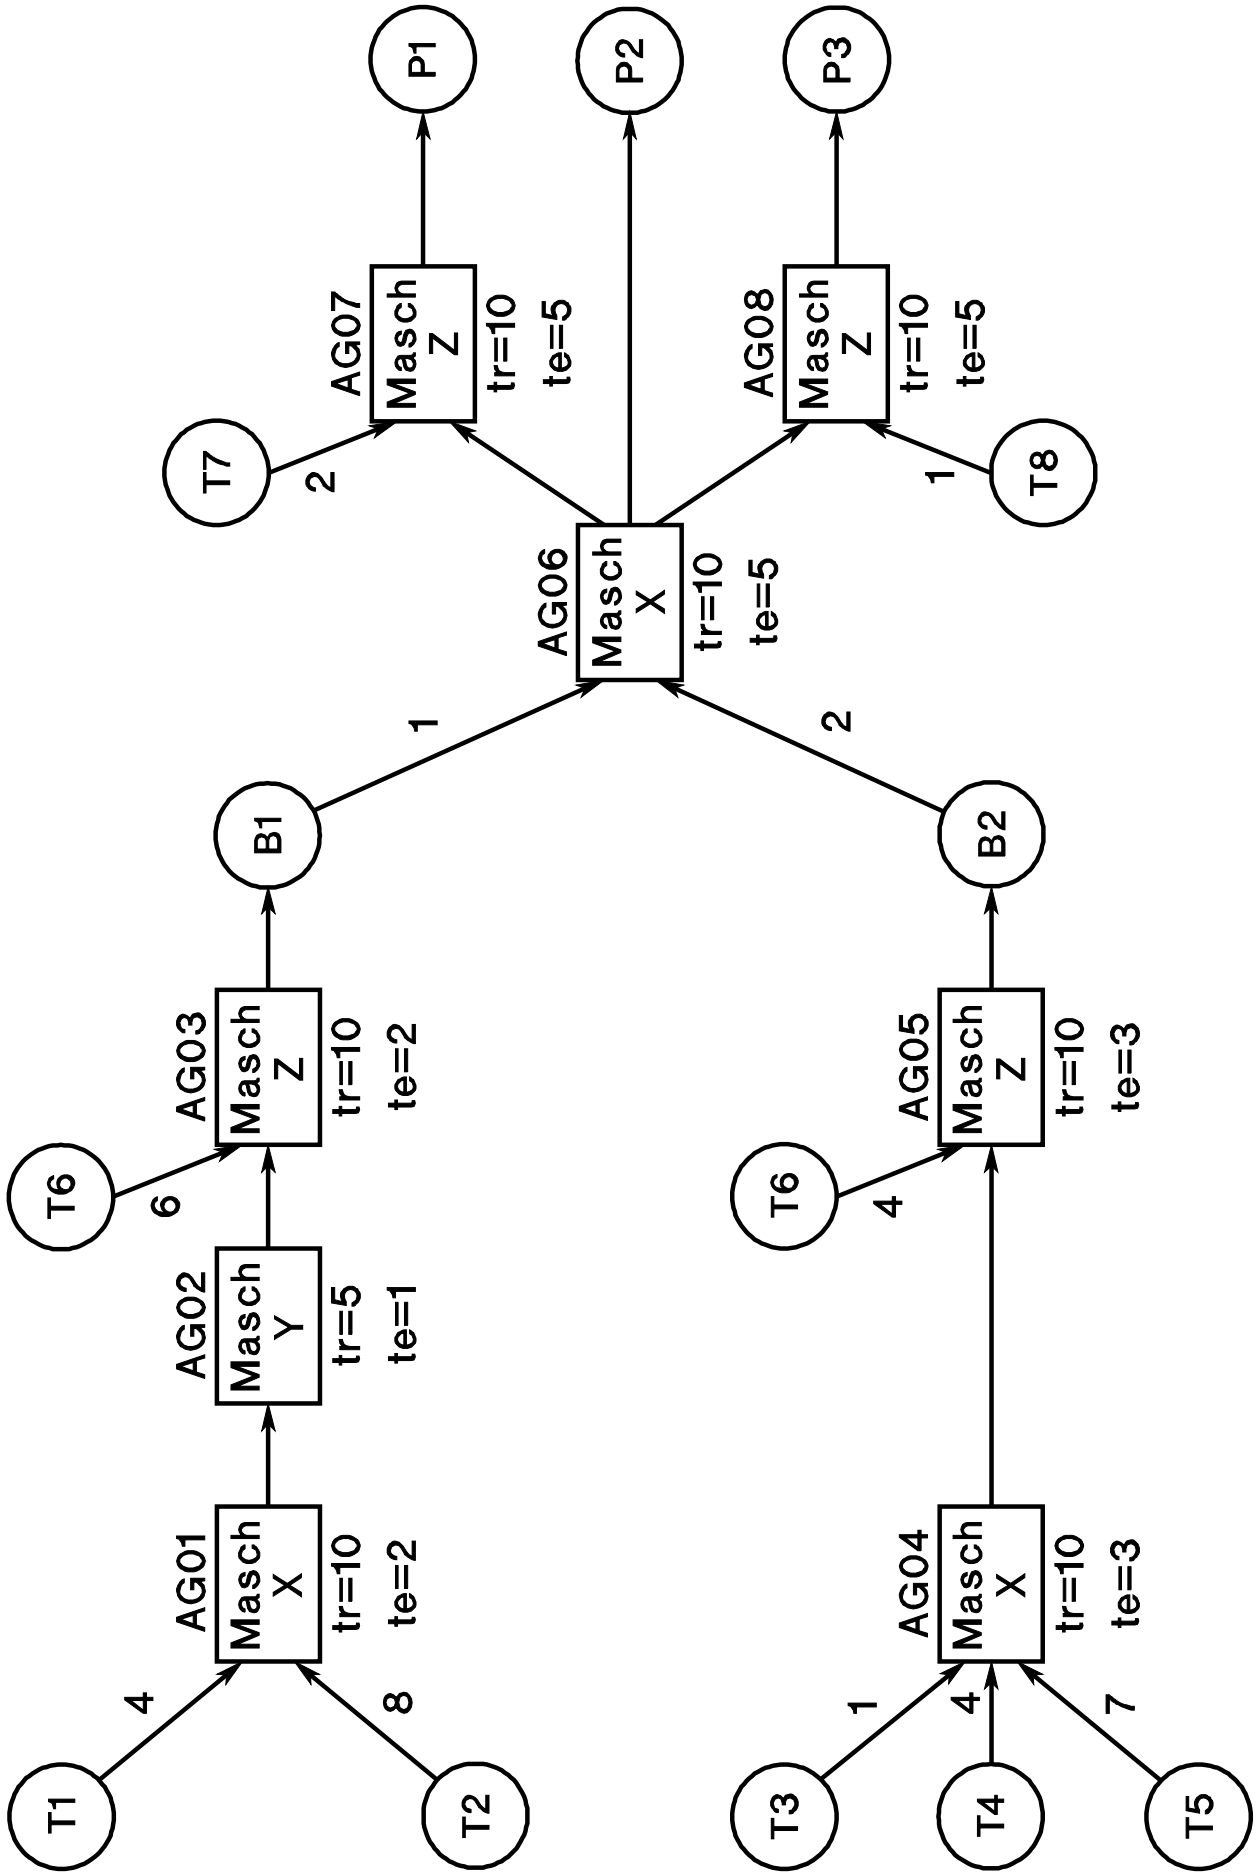 T1
4
T2
8
AG01
Masch
X
tr=10
te=2
AG02
Masch
Y
tr=5
te=1
T6
6
AG03
Masch
Z
tr=10
te=2
B1
1
T3
1
T4
4
T5
7
AG04
Masch
X
tr=10
te=3
T6
4
AG05
Masch
Z
tr=10
te=3
B2
2
AG06
Masch
X
tr=10
te=5
T7
2
AG07
Masch
Z
tr=10
te=5
P1
P2
T8
1
AG08
Masch
Z
tr=10
te=5
P3